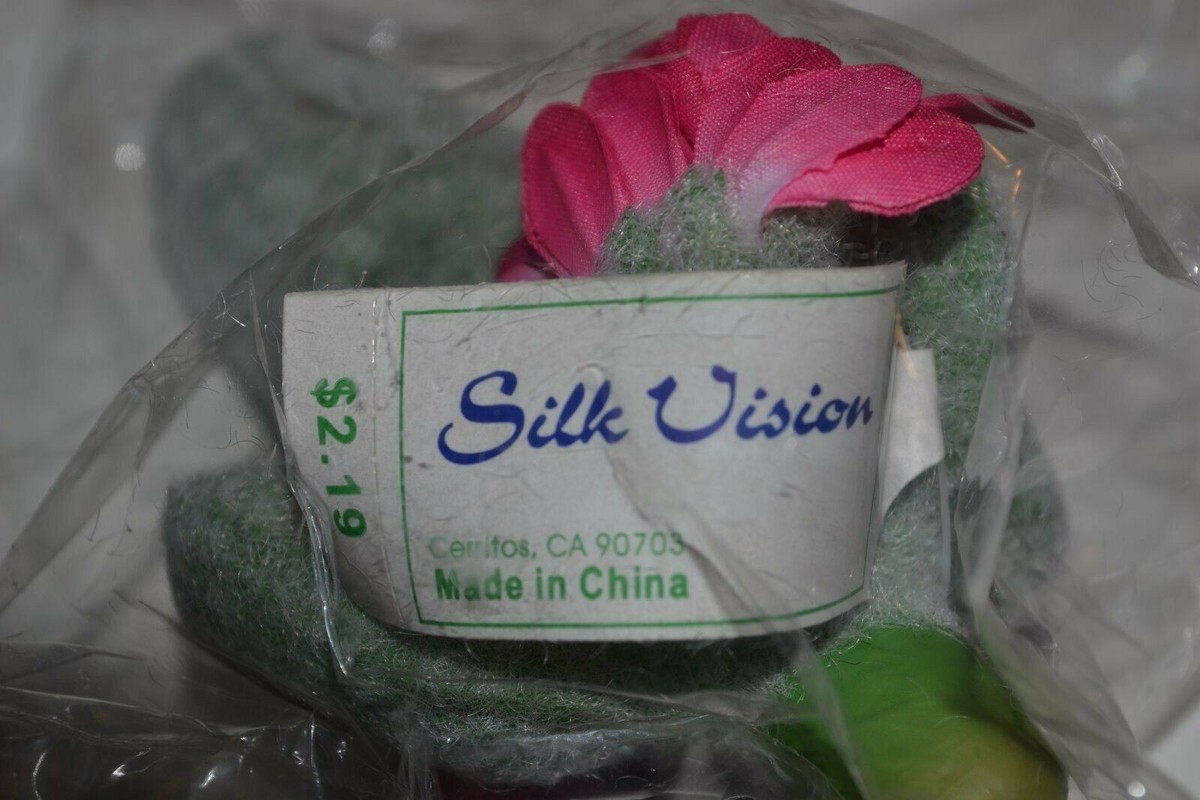 $2.19
Silk Vision
Cerritos, CA 90703
Made in China